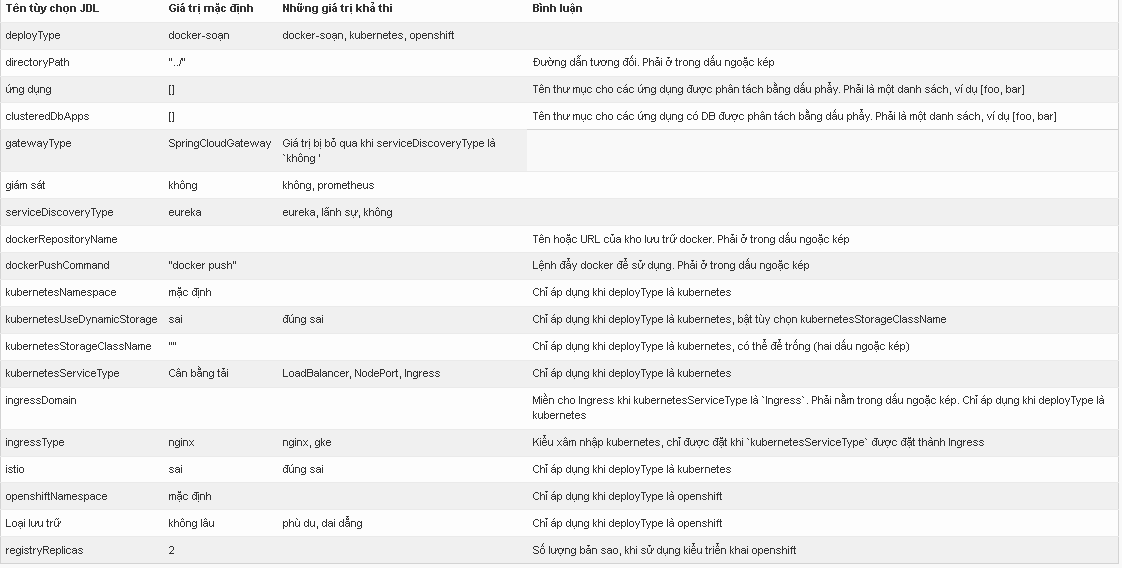 Tên tùy chọn JDL Giá trị mặc định Những giá trị khả thi Bình luận
deployType docker-soạn docker-soạn, kubernetes, openshift
directoryPath "../" Đường dẫn tương đối. Phải ở trong dấu ngoặc kép
ứng dụng [] Tên thư mục cho các ứng dụng được phân tách bằng dấu phẩy. Phải là một danh sách, ví dụ [foo, bar]
clusteredDbApps [] Tên thư mục cho các ứng dụng có DB được phân tách bằng dấu phẩy. Phải là một danh sách, ví dụ [foo, bar]
gatewayType SpringCloudGateway Giá trị bị bỏ qua khi serviceDiscoveryType là
`không '
giám sát không không, prometheus
serviceDiscoveryType eureka eureka, lãnh sự, không
dockerRepositoryName Tên hoặc URL của kho lưu trữ docker. Phải ở trong dấu ngoặc kép
dockerPushCommand "docker push" Lệnh đẩy docker để sử dụng. Phải ở trong dấu ngoặc kép
kubernetesNamespace mặc định Chỉ áp dụng khi deployType là kubernetes
kubernetesUseDynamicStorage sai đúng sai Chỉ áp dụng khi deployType là kubernetes, bật tùy chọn kubernetesStorageClassName
kubernetesStorageClassName "" Chỉ áp dụng khi deployType là kubernetes, có thể để trống (hai dấu ngoặc kép)
kubernetesServiceType Cân bằng tải LoadBalancer, NodePort, Ingress Chỉ áp dụng khi deployType là kubernetes
ingressDomain Miền cho Ingress khi kubernetesServiceType là `Ingress`. Phải nằm trong dấu ngoặc kép. Chỉ áp dụng khi deployType là
kubernetes
ingressType nginx nginx, gke Kiểu xâm nhập kubernetes, chỉ được đặt khi `kubernetesServiceType` được đặt thành Ingress
istio sai đúng sai Chỉ áp dụng khi deployType là kubernetes
openshiftNamespace mặc định Chỉ áp dụng khi deployType là openshift
Loại lưu trữ không lâu phù du, dai dẳng Chỉ áp dụng khi deployType là openshift
registryReplicas 2 Số lượng bản sao, khi sử dụng kiểu triển khai openshift